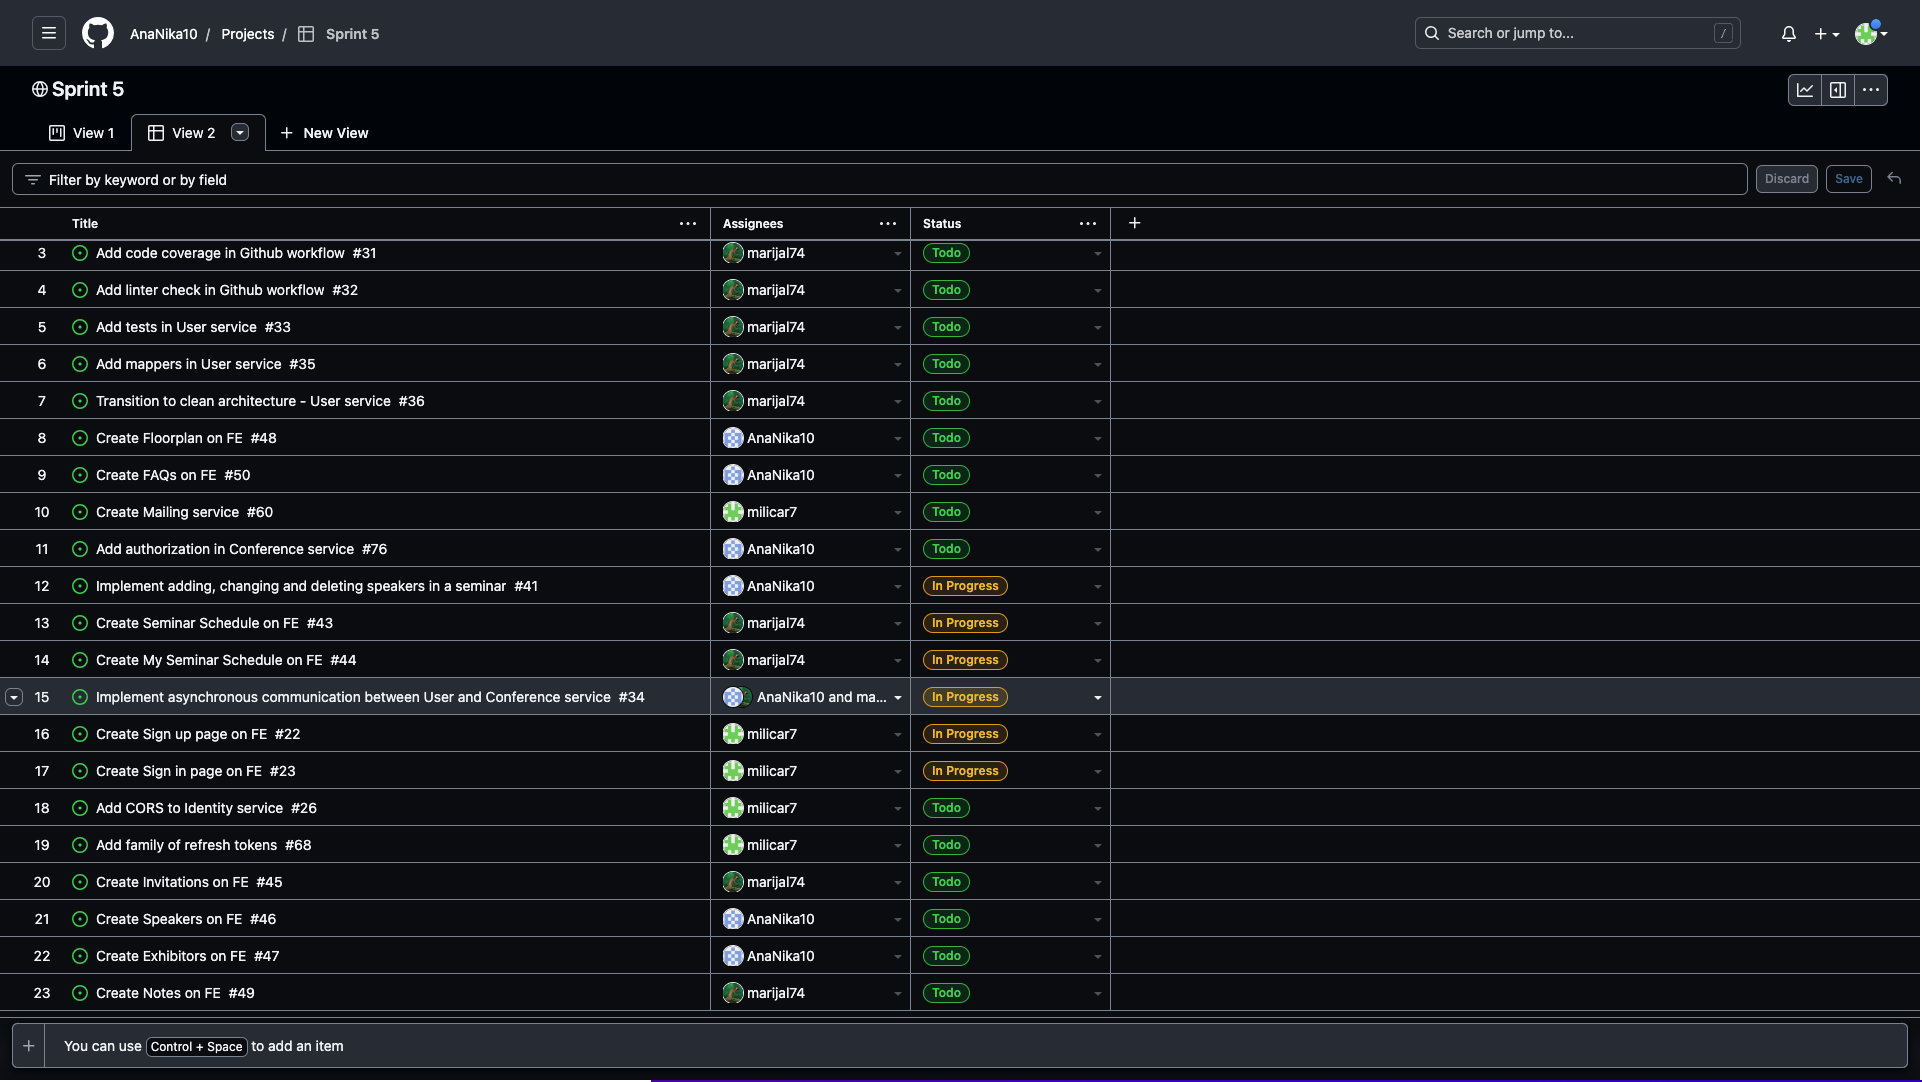 AnaNika10 / Projects / Sprint 5
Search or jump to... /
Sprint 5
View 1 View 2 New View
Filter by keyword or by field Discard Save
Title Assignees Status
3 Add code coverage in Github workflow #31 marijal74 Todo
4 Add linter check in Github workflow #32 marijal74 Todo
5 Add tests in User service #33 marijal74 Todo
6 Add mappers in User service #35 marijal74 Todo
7 Transition to clean architecture - User service #36 marijal74 Todo
8 Create Floorplan on FE #48 AnaNika10 Todo
9 Create FAQs on FE #50 AnaNika10 Todo
10 Create Mailing service #60 milicar7 Todo
11 Add authorization in Conference service #76 AnaNika10 Todo
12 Implement adding, changing and deleting speakers in a seminar #41 AnaNika10 In Progress
13 Create Seminar Schedule on FE #43 marijal74 In Progress
14 Create My Seminar Schedule on FE #44 marijal74 In Progress
15 Implement asynchronous communication between User and Conference service #34 AnaNika10 and ma... In Progress
16 Create Sign up page on FE #22 milicar7 In Progress
17 Create Sign in page on FE #23 milicar7 In Progress
18 Add CORS to Identity service #26 milicar7 Todo
19 Add family of refresh tokens #68 milicar7 Todo
20 Create Invitations on FE #45 marijal74 Todo
21 Create Speakers on FE #46 AnaNika10 Todo
22 Create Exhibitors on FE #47 AnaNika10 Todo
23 Create Notes on FE #49 marijal74 Todo
You can use Control + Space to add an item